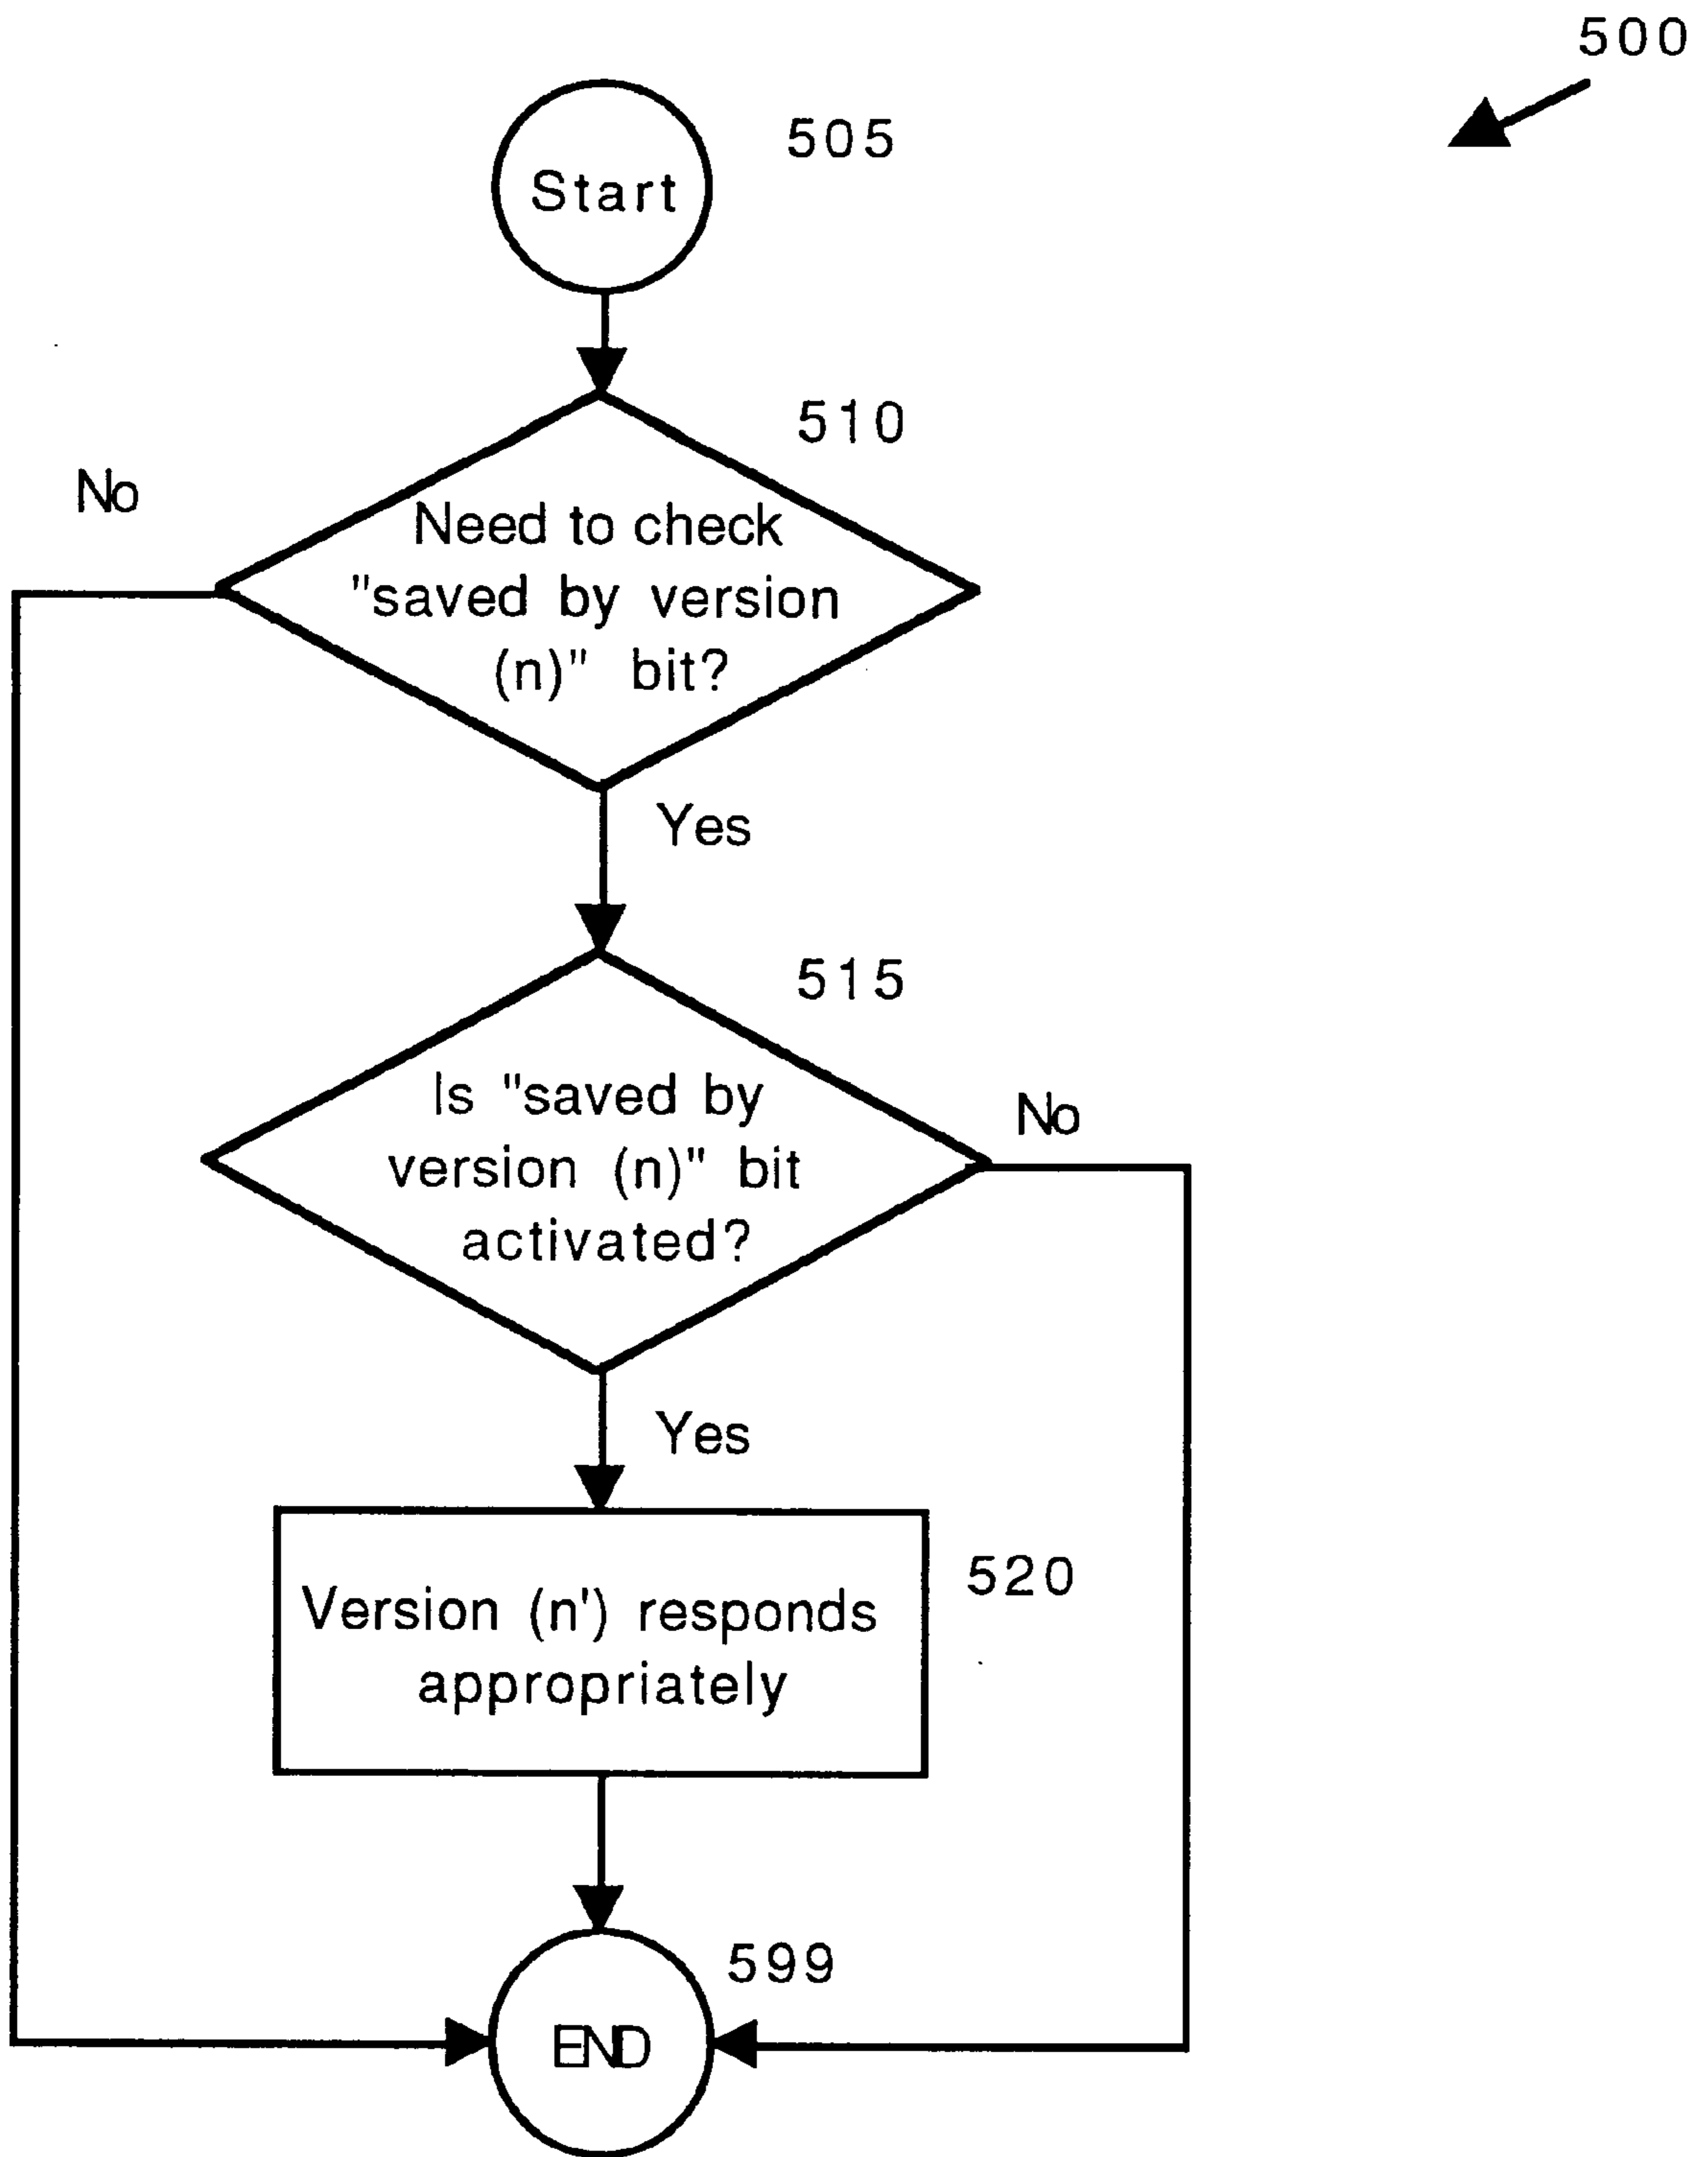 500
505
Start
510
No
Need to check
"saved by version
(n)" bit?
Yes
515
Is "saved by
version (n)" bit
activated?
No
Yes
520
Version (n') responds
appropriately
599
END